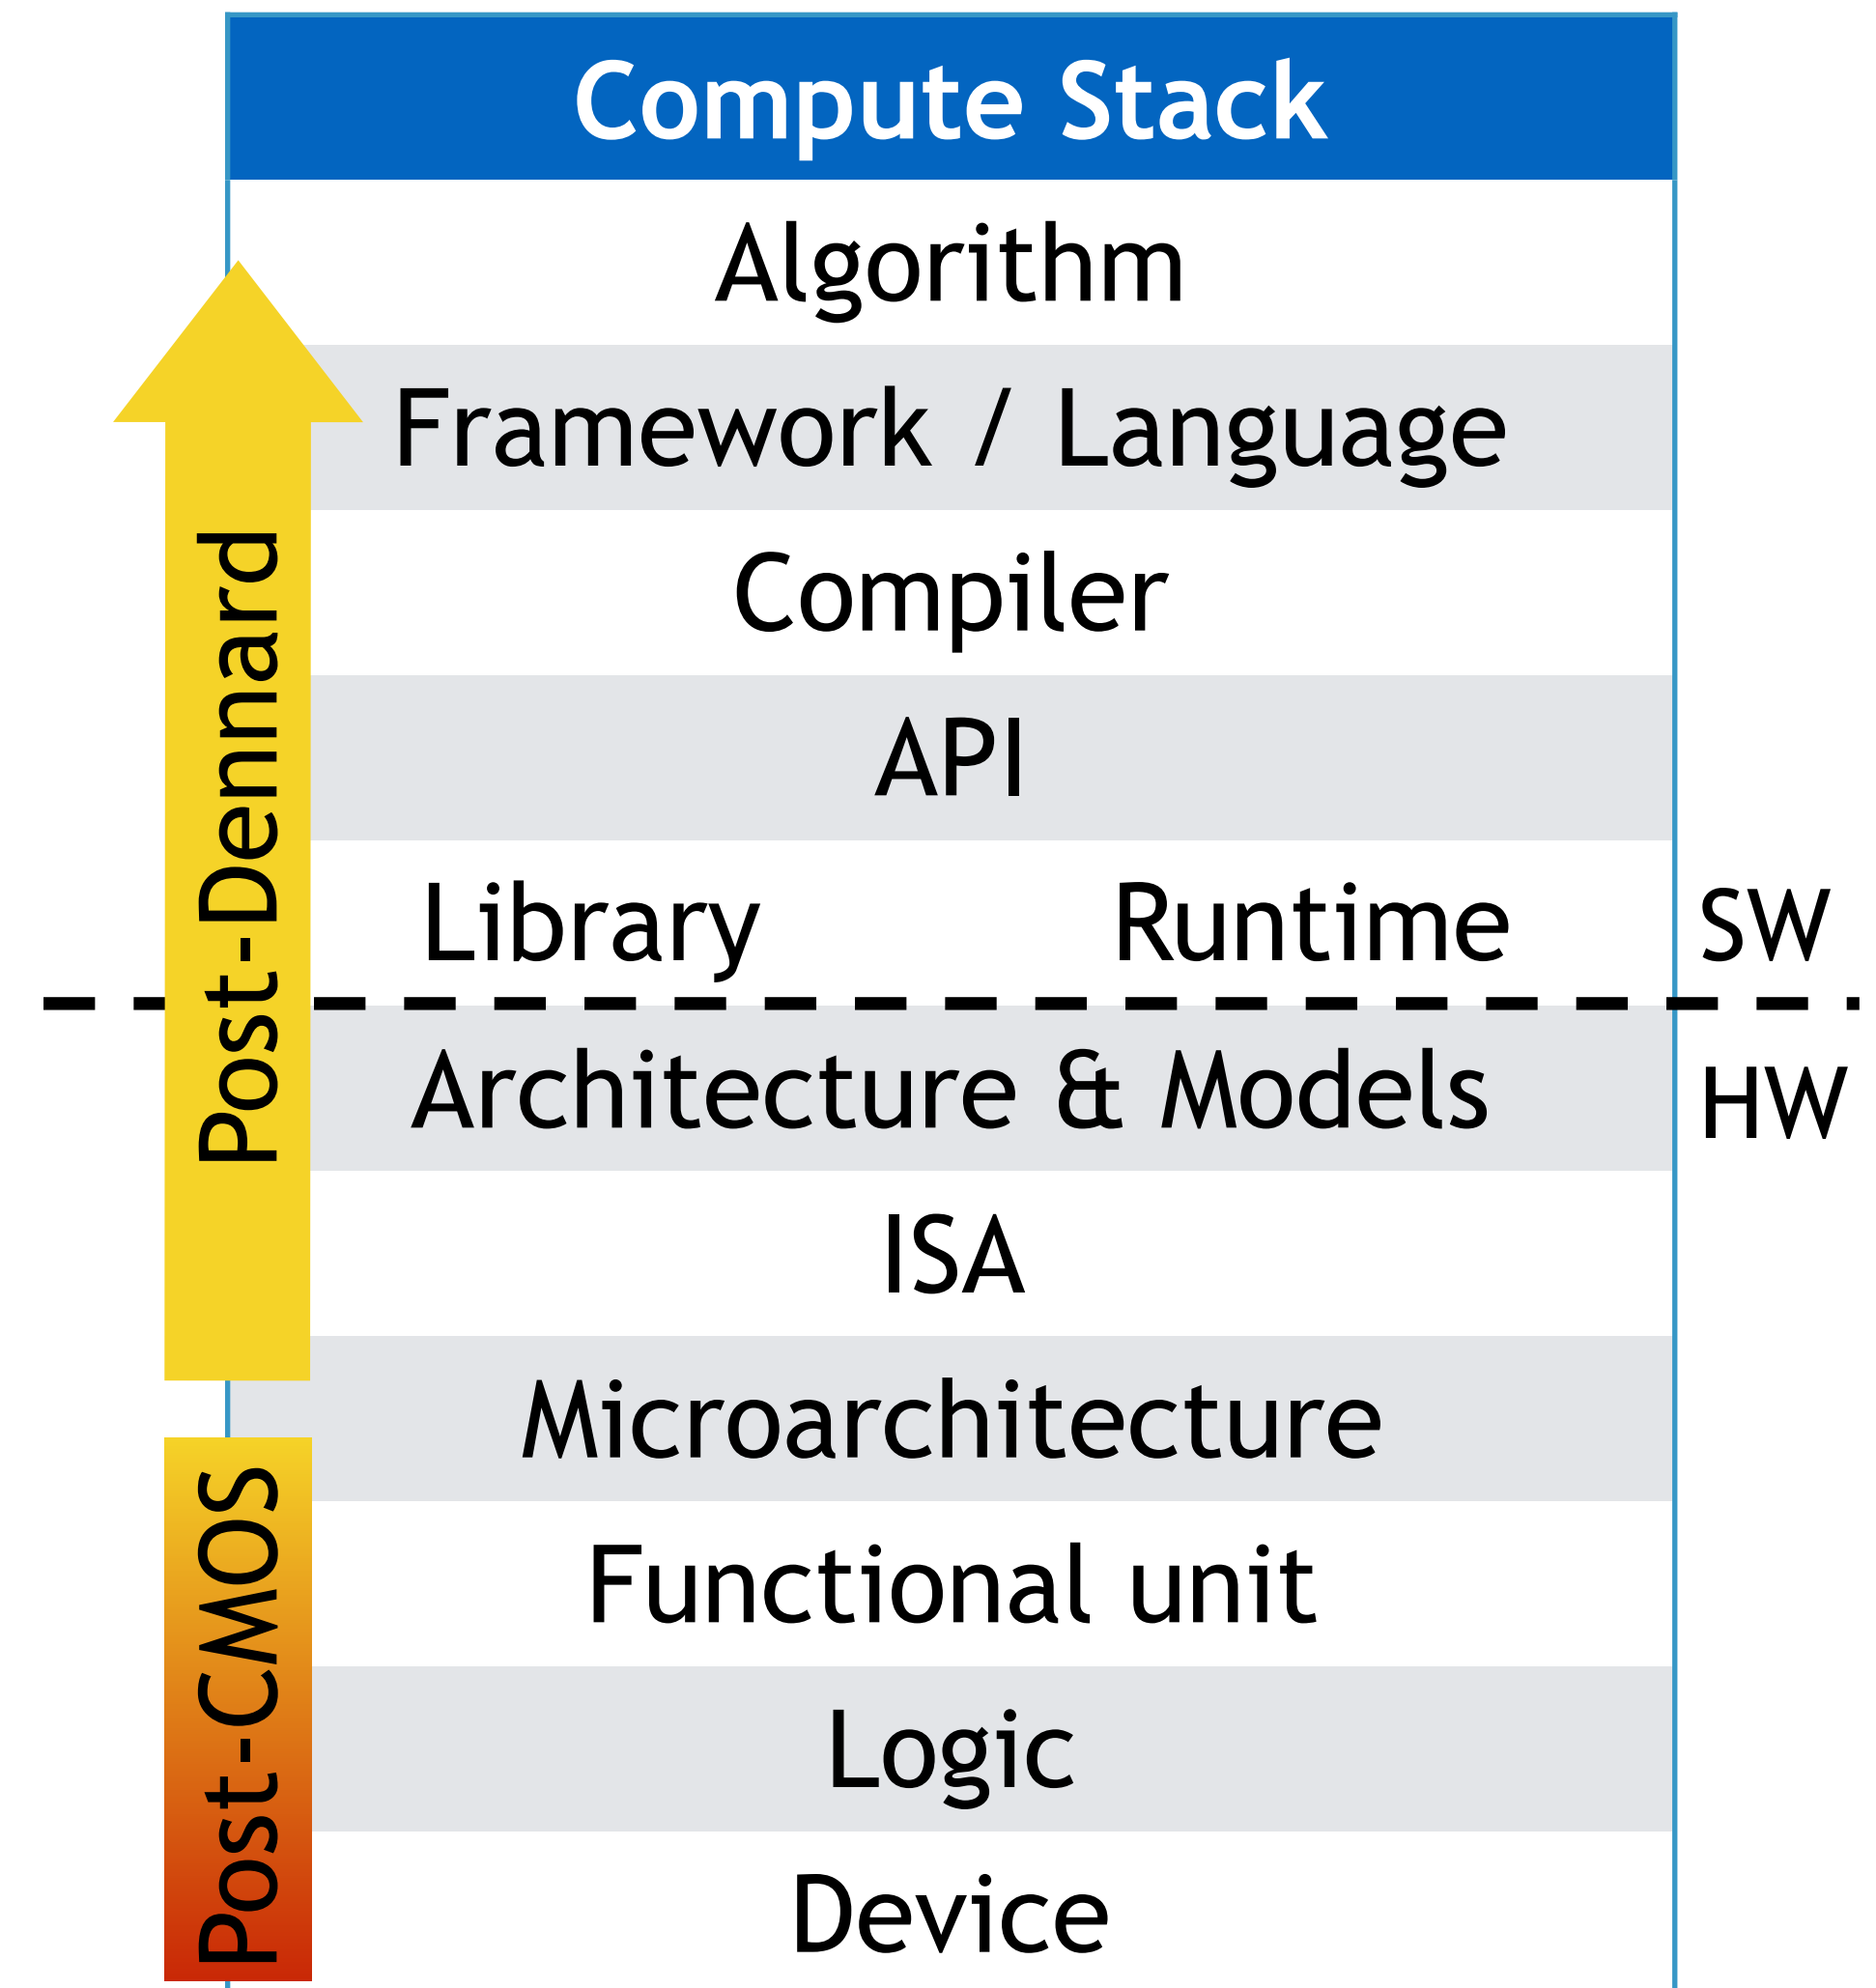 Compute Stack
Algorithm
Framework / Language
Compiler
API
Library Runtime SW
Architecture & Models HW
ISA
Microarchitecture
Functional unit
Logic
Device
Post-Dennard
Post-CMOS